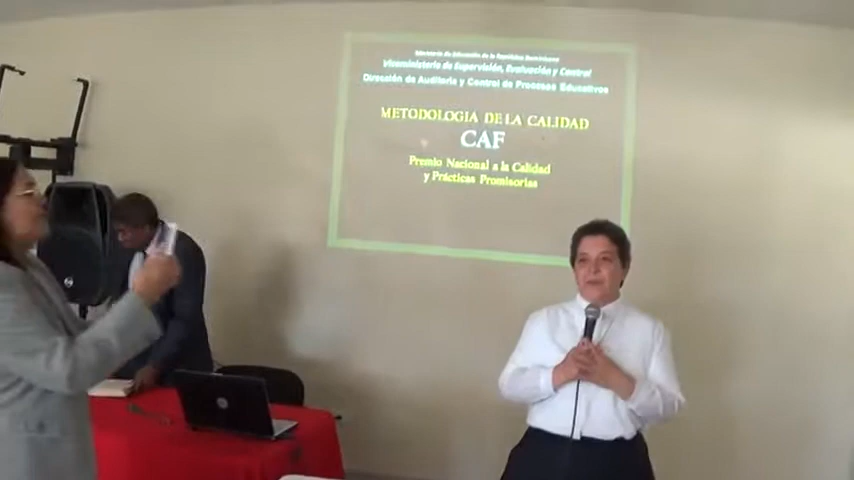 Ministerio de Educación de la República Dominicana
Viceministerio de Supervisión, Evaluación y Control
Dirección de Auditoría y Control de Procesos Educativos
METODOLOGIA DE LA CALIDAD
CAF
Premio Nacional a la Calidad
y Prácticas Promisorias